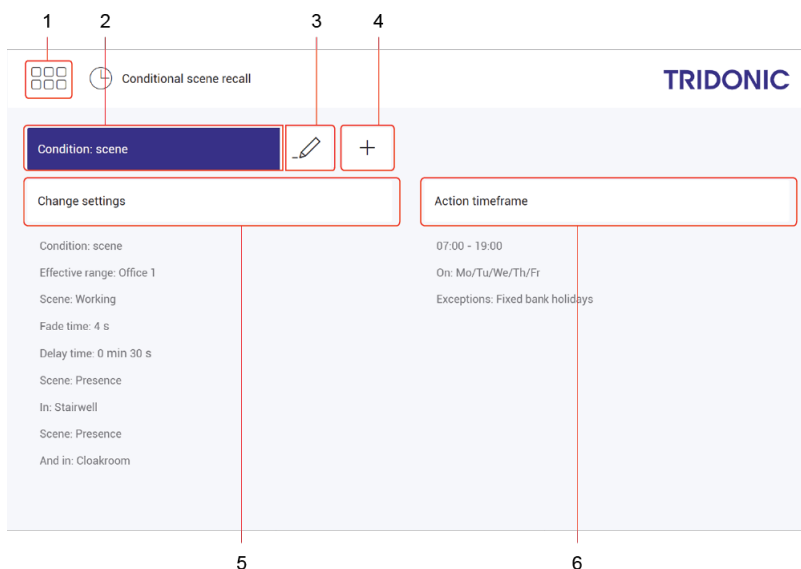 1 2 3 4
Conditional scene recall
TRIDONIC
Condition: scene
+
Change settings
Action timeframe
Condition: scene
07:00 - 19:00
Effective range: Office 1
On: Mo/Tu/We/Th/Fr
Scene: Working
Exceptions: Fixed bank holidays
Fade time: 4 s
Delay time: 0 min 30 s
Scene: Presence
In: Stairwell
Scene: Presence
And in: Cloakroom
5 6